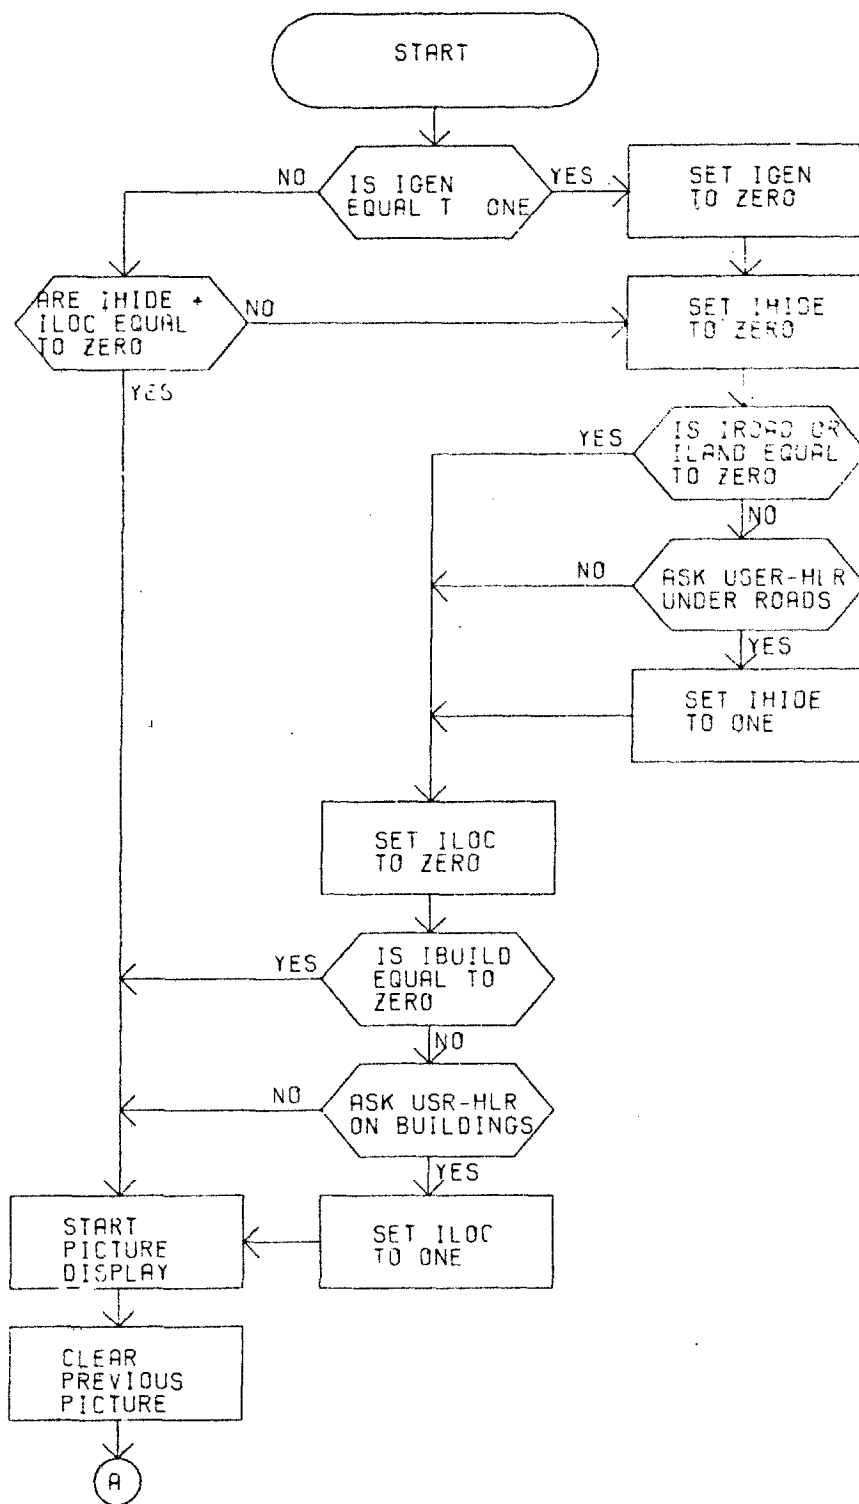 START
NO
IS IGEN
EQUAL T ONE
YES
SET IGEN
TO ZERO
ARE IHIDE +
ILOC EQUAL
TO ZERO
NO
SET IHIDE
TO ZERO
YES
YES
IS IROAD OR
ILAND EQUAL
TO ZERO
NO
NO
ASK USER-HLR
UNDER ROADS
YES
SET IHIDE
TO ONE
SET ILOC
TO ZERO
YES
IS IBUILD
EQUAL TO
ZERO
NO
NO
ASK USR-HLR
ON BUILDINGS
YES
START
PICTURE
DISPLAY
SET ILOC
TO ONE
CLEAR
PREVIOUS
PICTURE
A